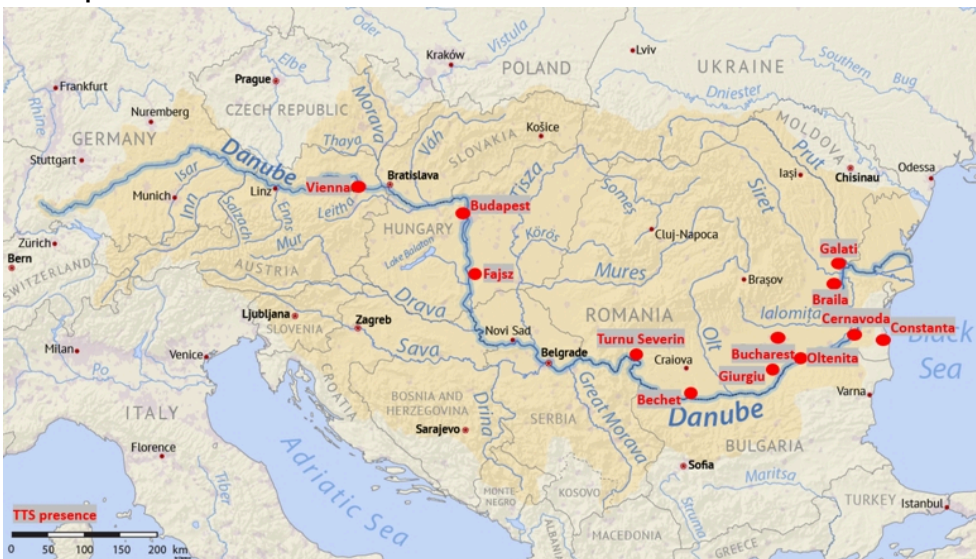 Oder
Vistula
Kraków
Lviv
POLAND
UKRAINE
Southern
Bug
Elbe
Prague
Frankfurt
Rhine
CZECH REPUBLIC
Morava
Dniester
Nuremberg
MOLDOVA
GERMANY
Thaya
Váh
SLOVAKIA
Košice
Prut
Danube
Stuttgart
Isar
Tisza
Iași
Chisinau
Odessa
Bratislava
Vienna
Linz
Munich
Inn
Salzach
Enns
Leitha
Somes
Siret
Budapest
HUNGARY
Mur
Lake Balaton
Körös
Cluj-Napoca
Zürich
Bern
SWITZERLAND
AUSTRIA
Galati
Fajsz
Mures
Brașov
Drava
Braila
Ljubljana
SLOVENIA
Zagreb
ROMANIA
Ialomița
Cernavoda
Constanta
Novi Sad
Turnu Severin
Olt
Black
Sea
Milan
Venice
Sava
Belgrade
Craiova
Bucharest
Oltenita
Po
Giurgiu
CROATIA
BOSNIA AND
HERZEGOVINA
Drina
Great Morava
Bechet
Danube
Varna
ITALY
SERBIA
Sarajevo
BULGARIA
Florence
Adriatic Sea
Sofia
Maritsa
Tiber
MONTE-
NEGRO
KOSOVO
Struma
TURKEY
Istanbul
TTS presence
ALBANIA
MACEDONIA
GREECE
0 50 100 150 200 km